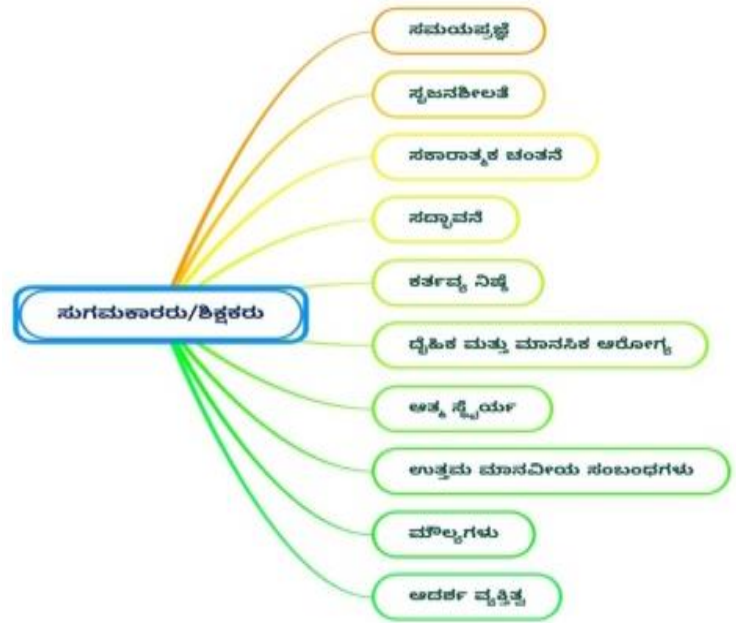 ಸಮಯಪ್ರಜ್ಞೆ
ಸೃಜನಶೀಲತೆ
ಸಕಾರಾತ್ಮಕ ಚಿಂತನೆ
ಸದ್ಭಾವನೆ
ಕರ್ತವ್ಯ ನಿಷ್ಠೆ
ಸುಗಮಕಾರರು/ಶಿಕ್ಷಕರು
ದೈಹಿಕ ಮತ್ತು ಮಾನಸಿಕ ಆರೋಗ್ಯ
ಆತ್ಮ ಸ್ಥೈರ್ಯ
ಉತ್ತಮ ಮಾನವೀಯ ಸಂಬಂಧಗಳು
ಮೌಲ್ಯಗಳು
ಆದರ್ಶ ವ್ಯಕ್ತಿತ್ವ